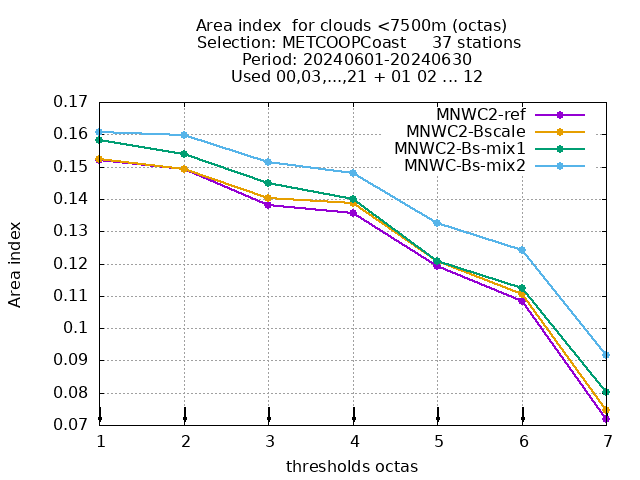 Area index  for clouds <7500m (octas)
Selection: METCOOPCoast     37 stations
Period: 20240601-20240630
Used 00,03,...,21 + 01 02 ... 12
MNWC2-ref
MNWC2-Bscale
MNWC2-Bs-mix1
MNWC-Bs-mix2
Area index
0.17
0.16
0.15
0.14
0.13
0.12
0.11
0.1
0.09
0.08
0.07
1 2 3 4 5 6 7
thresholds octas